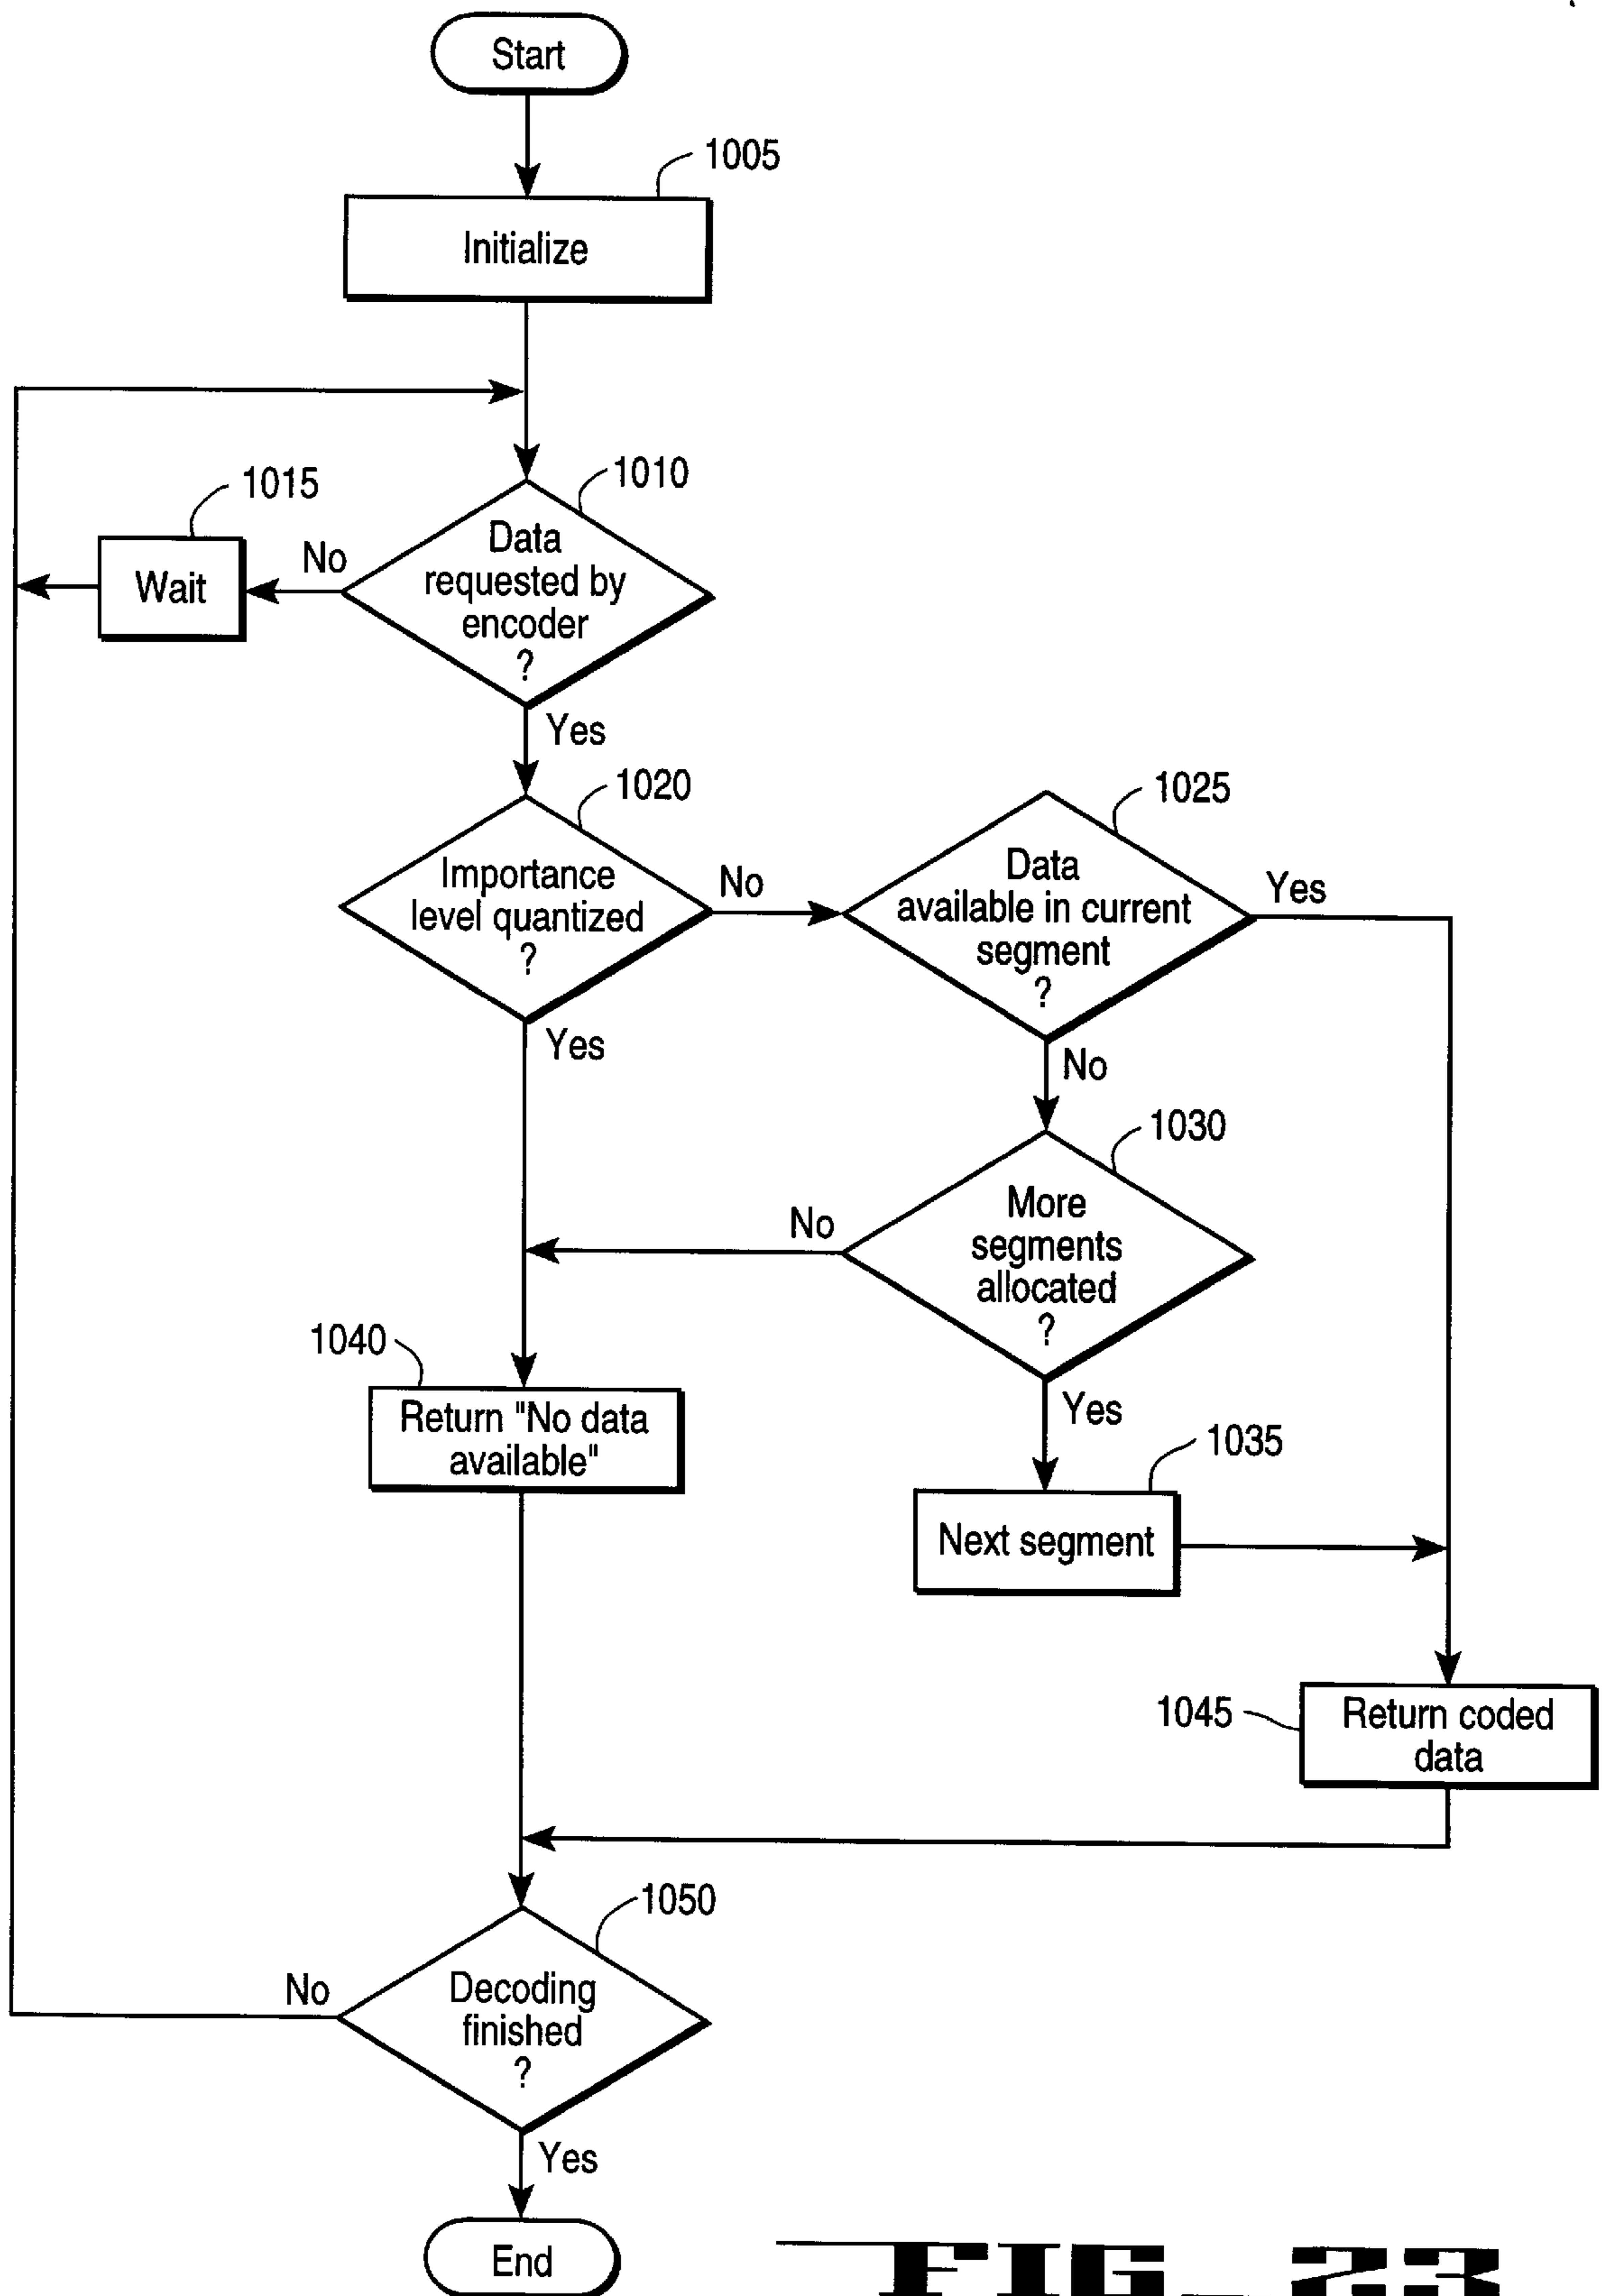 Start
1005
Initialize
1010
1015
Data
requested by
encoder
?
No
Wait
Yes
1020
1025
Importance
level quantized
?
No
Data
available in current
segment
?
Yes
Yes
No
1030
More
segments
allocated
?
No
1040
Return "No data
available"
Yes
1035
Next segment
1045
Return coded
data
1050
Decoding
finished
?
No
Yes
End
FIG_23